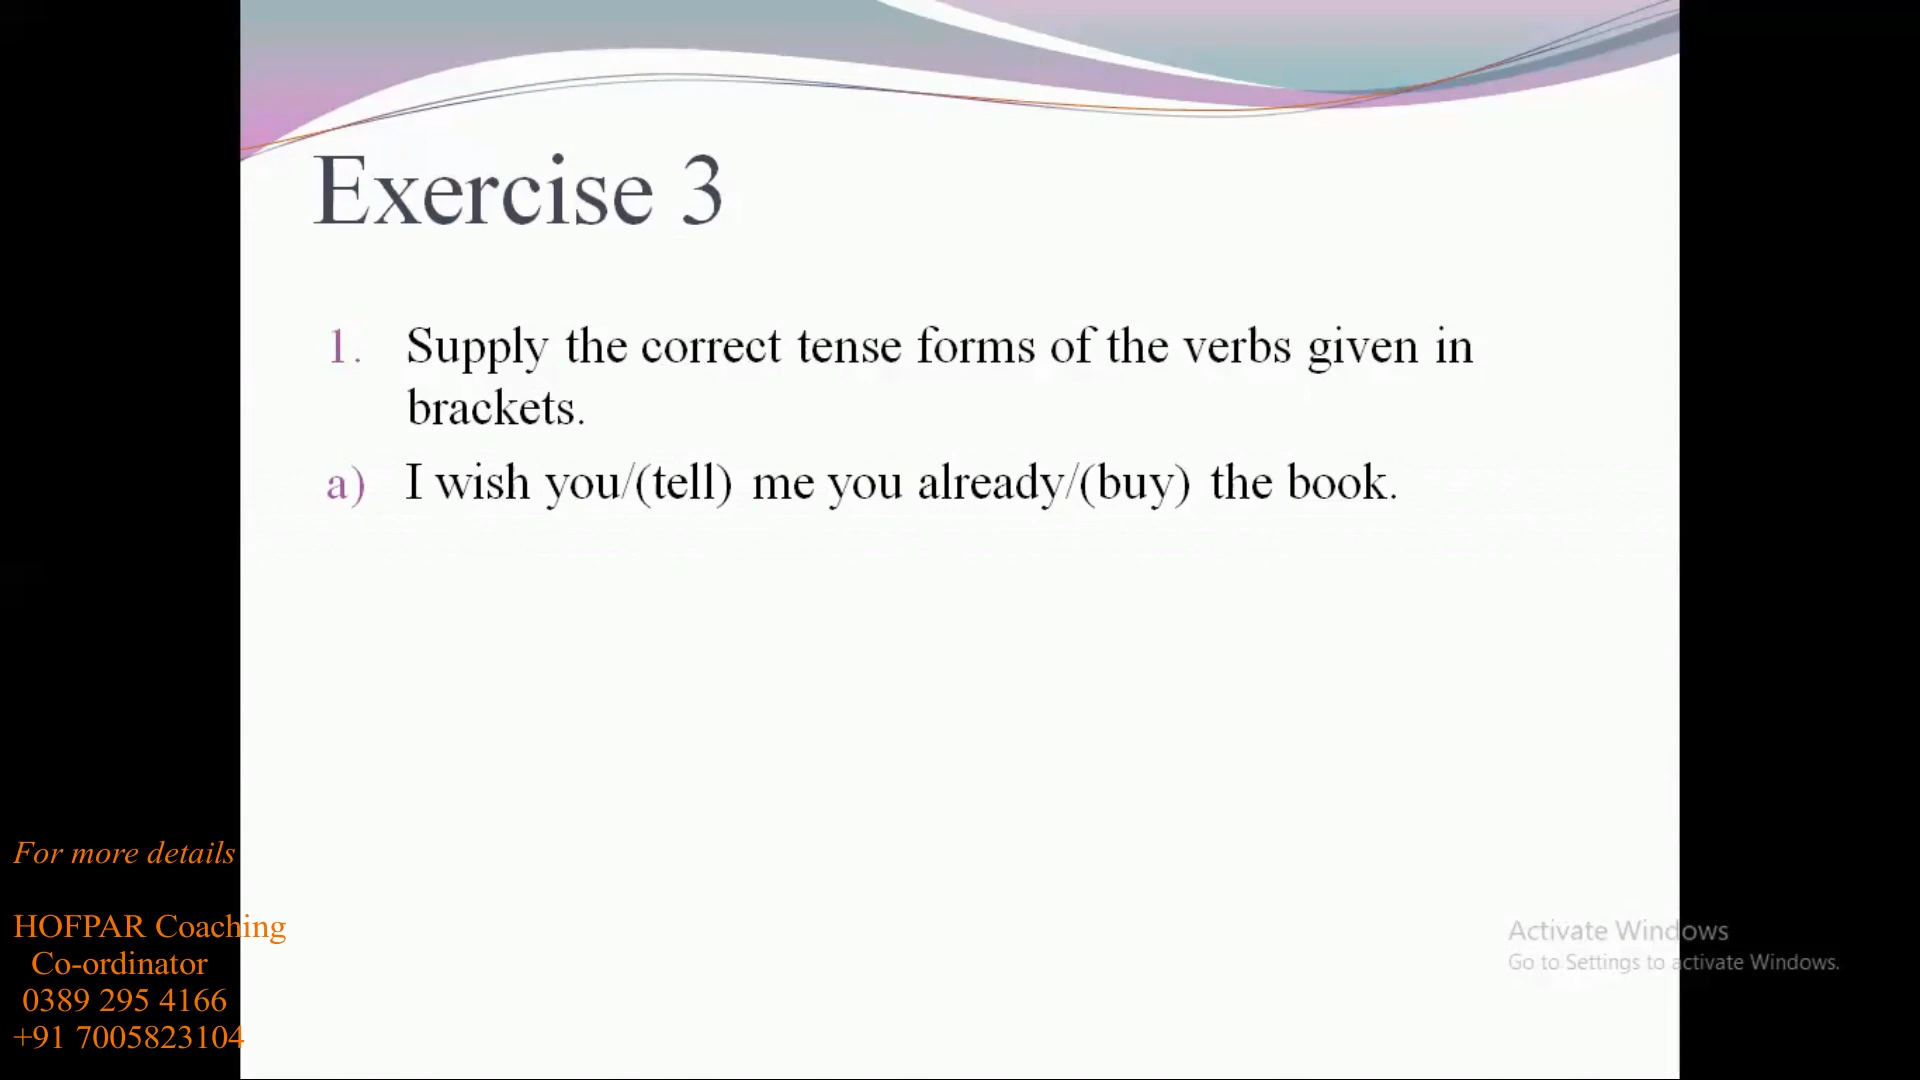 Exercise 3
1. Supply the correct tense forms of the verbs given in
brackets.
a) I wish you/(tell) me you already/(buy) the book.
For more details
HOFPAR Coaching
Co-ordinator
0389 295 4166
+91 7005823104
Activate Windows
Go to Settings to activate Windows.